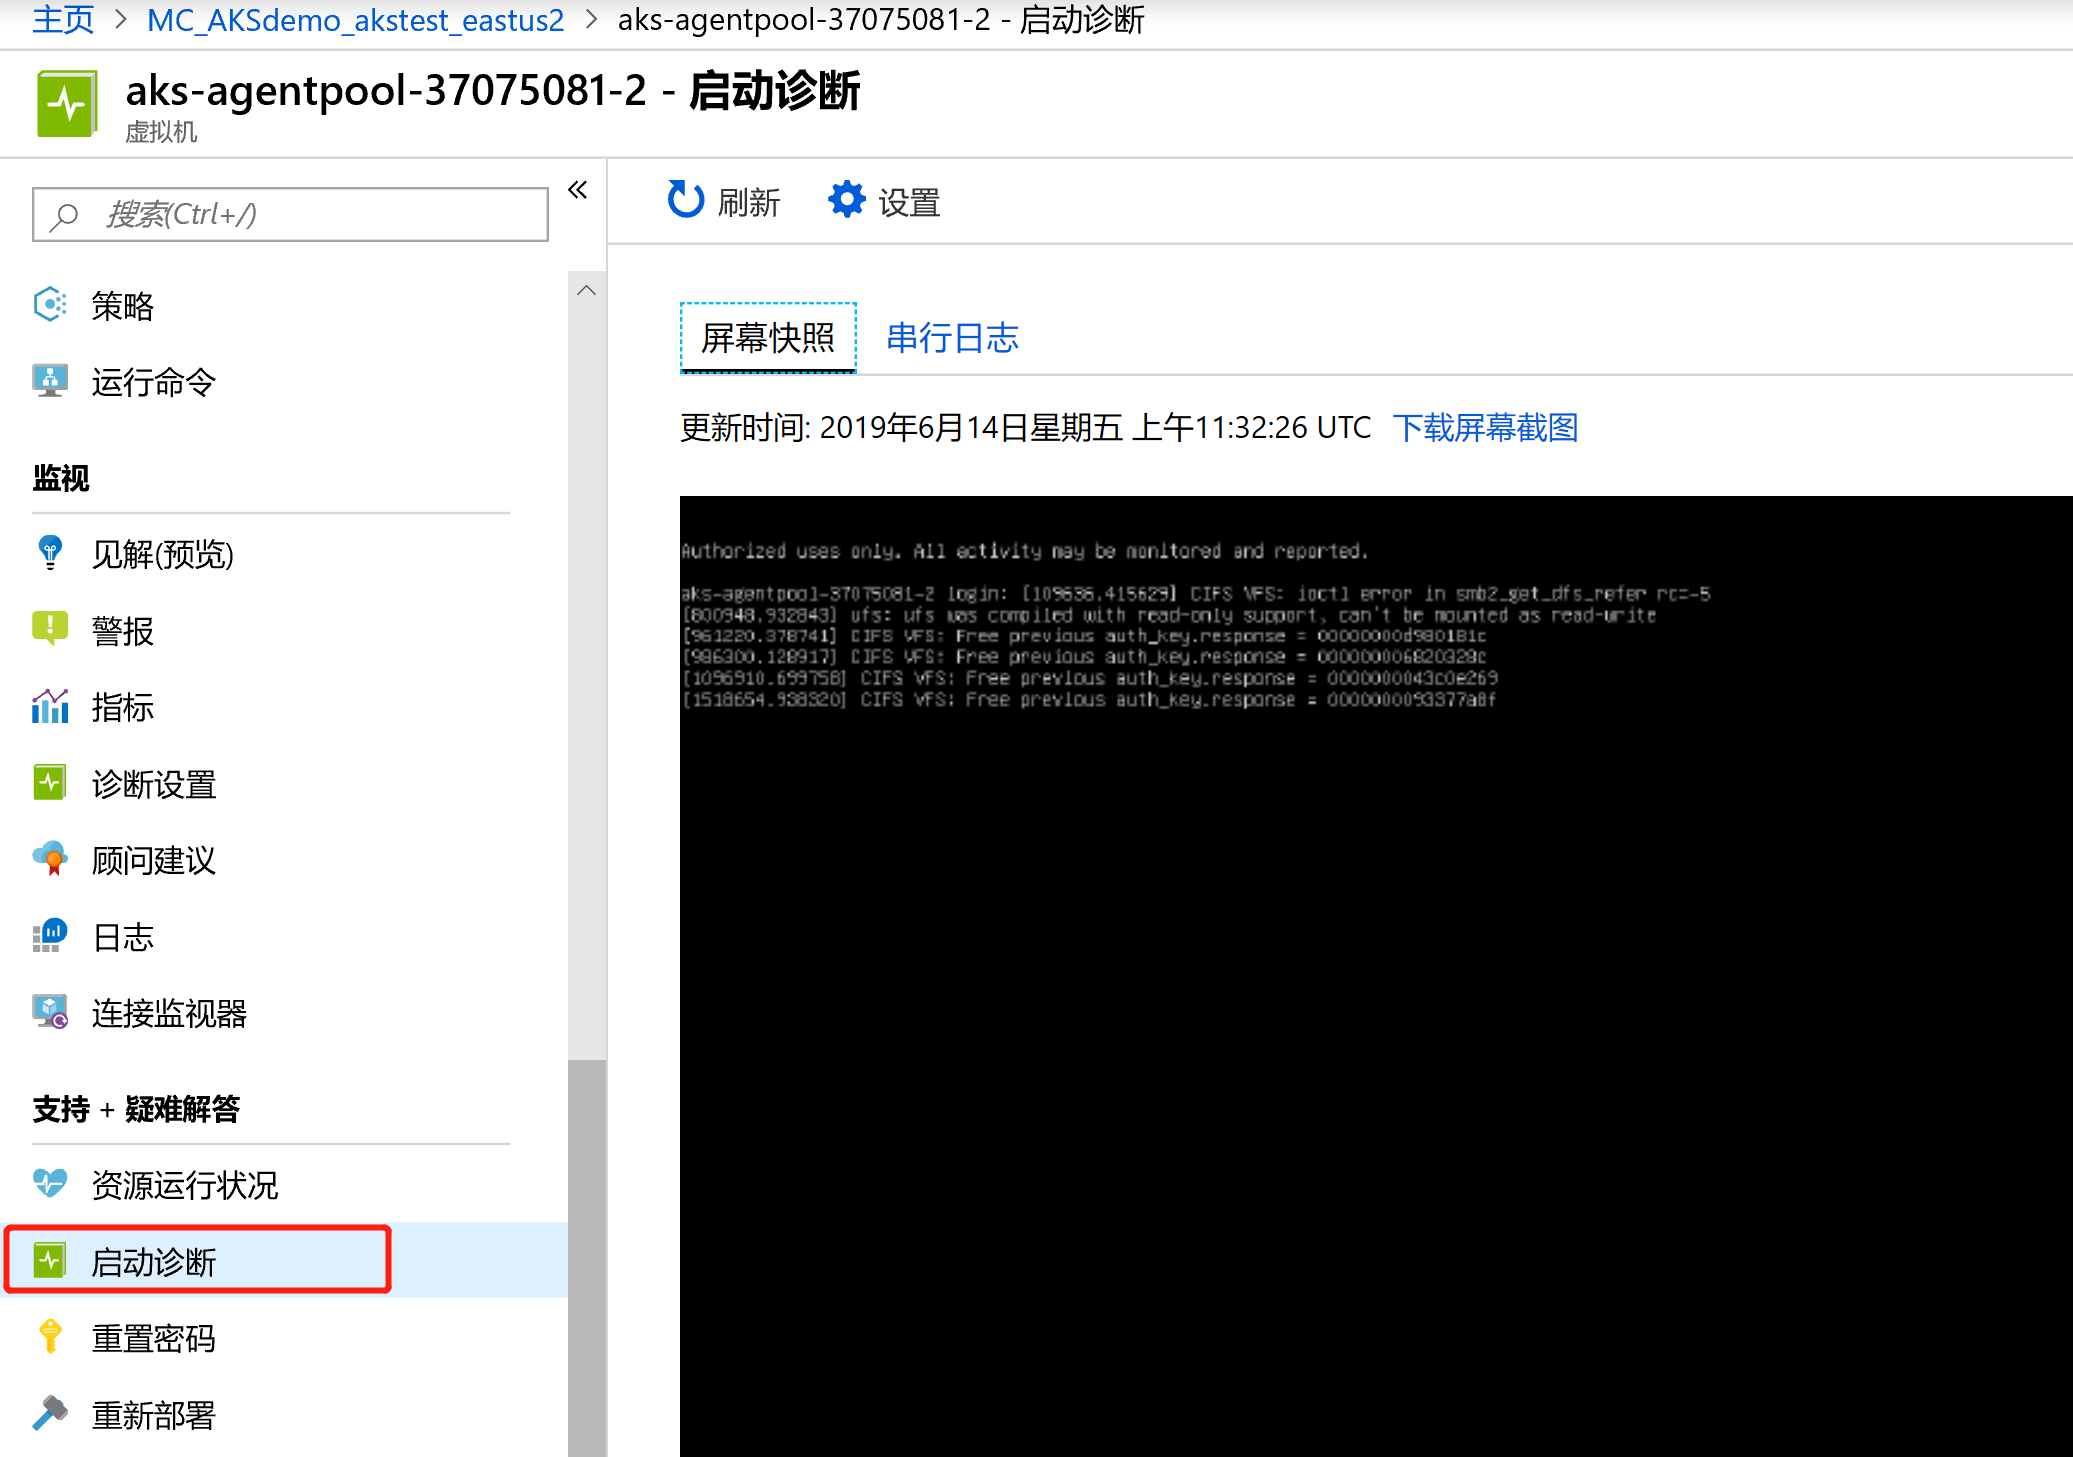 主页 > MC_AKSdemo_akstest_eastus2 > aks-agentpool-37075081-2 - 启动诊断
aks-agentpool-37075081-2 - 启动诊断
虚拟机
搜索(Ctrl+/)
«
策略
运行命令
监视
见解(预览)
警报
指标
诊断设置
顾问建议
日志
连接监视器
支持 + 疑难解答
资源运行状况
启动诊断
重置密码
重新部署
刷新 设置
屏幕快照 串行日志
更新时间: 2019年6月14日星期五 上午11:32:26 UTC 下载屏幕截图
Authorized uses only. All activity may be monitored and reported.
aks-agentpool-37075081-2 login: [109636.415629] CIFS VFS: ioctl error in smb2_get_dfs_refer rc=-5
[800948.932843] ufs: ufs was compiled with read-only support, can't be mounted as read-write
[961220.378741] CIFS VFS: Free previous auth_key.response = 00000000d980181c
[986300.128917] CIFS VFS: Free previous auth_key.response = 000000006820328c
[1096910.699758] CIFS VFS: Free previous auth_key.response = 0000000043c0e269
[1518654.938320] CIFS VFS: Free previous auth_key.response = 0000000093377a8f